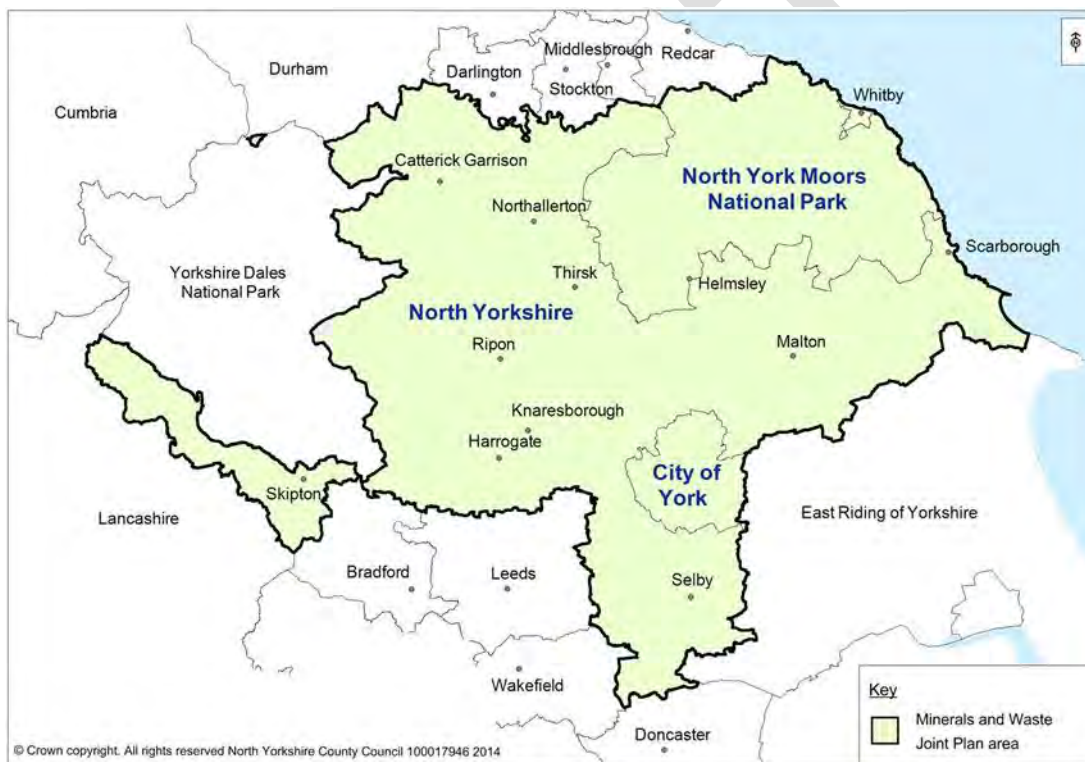 Middlesbrough
Redcar
Durham
Darlington
Stockton
Cumbria
Whitby
Catterick Garrison
North York Moors
National Park
Northallerton
Scarborough
Yorkshire Dales
National Park
Thirsk
Helmsley
North Yorkshire
Ripon
Malton
Knaresborough
Harrogate
City of
York
Skipton
Lancashire
East Riding of Yorkshire
Bradford
Leeds
Selby
Wakefield
Doncaster
Key
Minerals and Waste
Joint Plan area
© Crown copyright. All rights reserved North Yorkshire County Council 100017946 2014